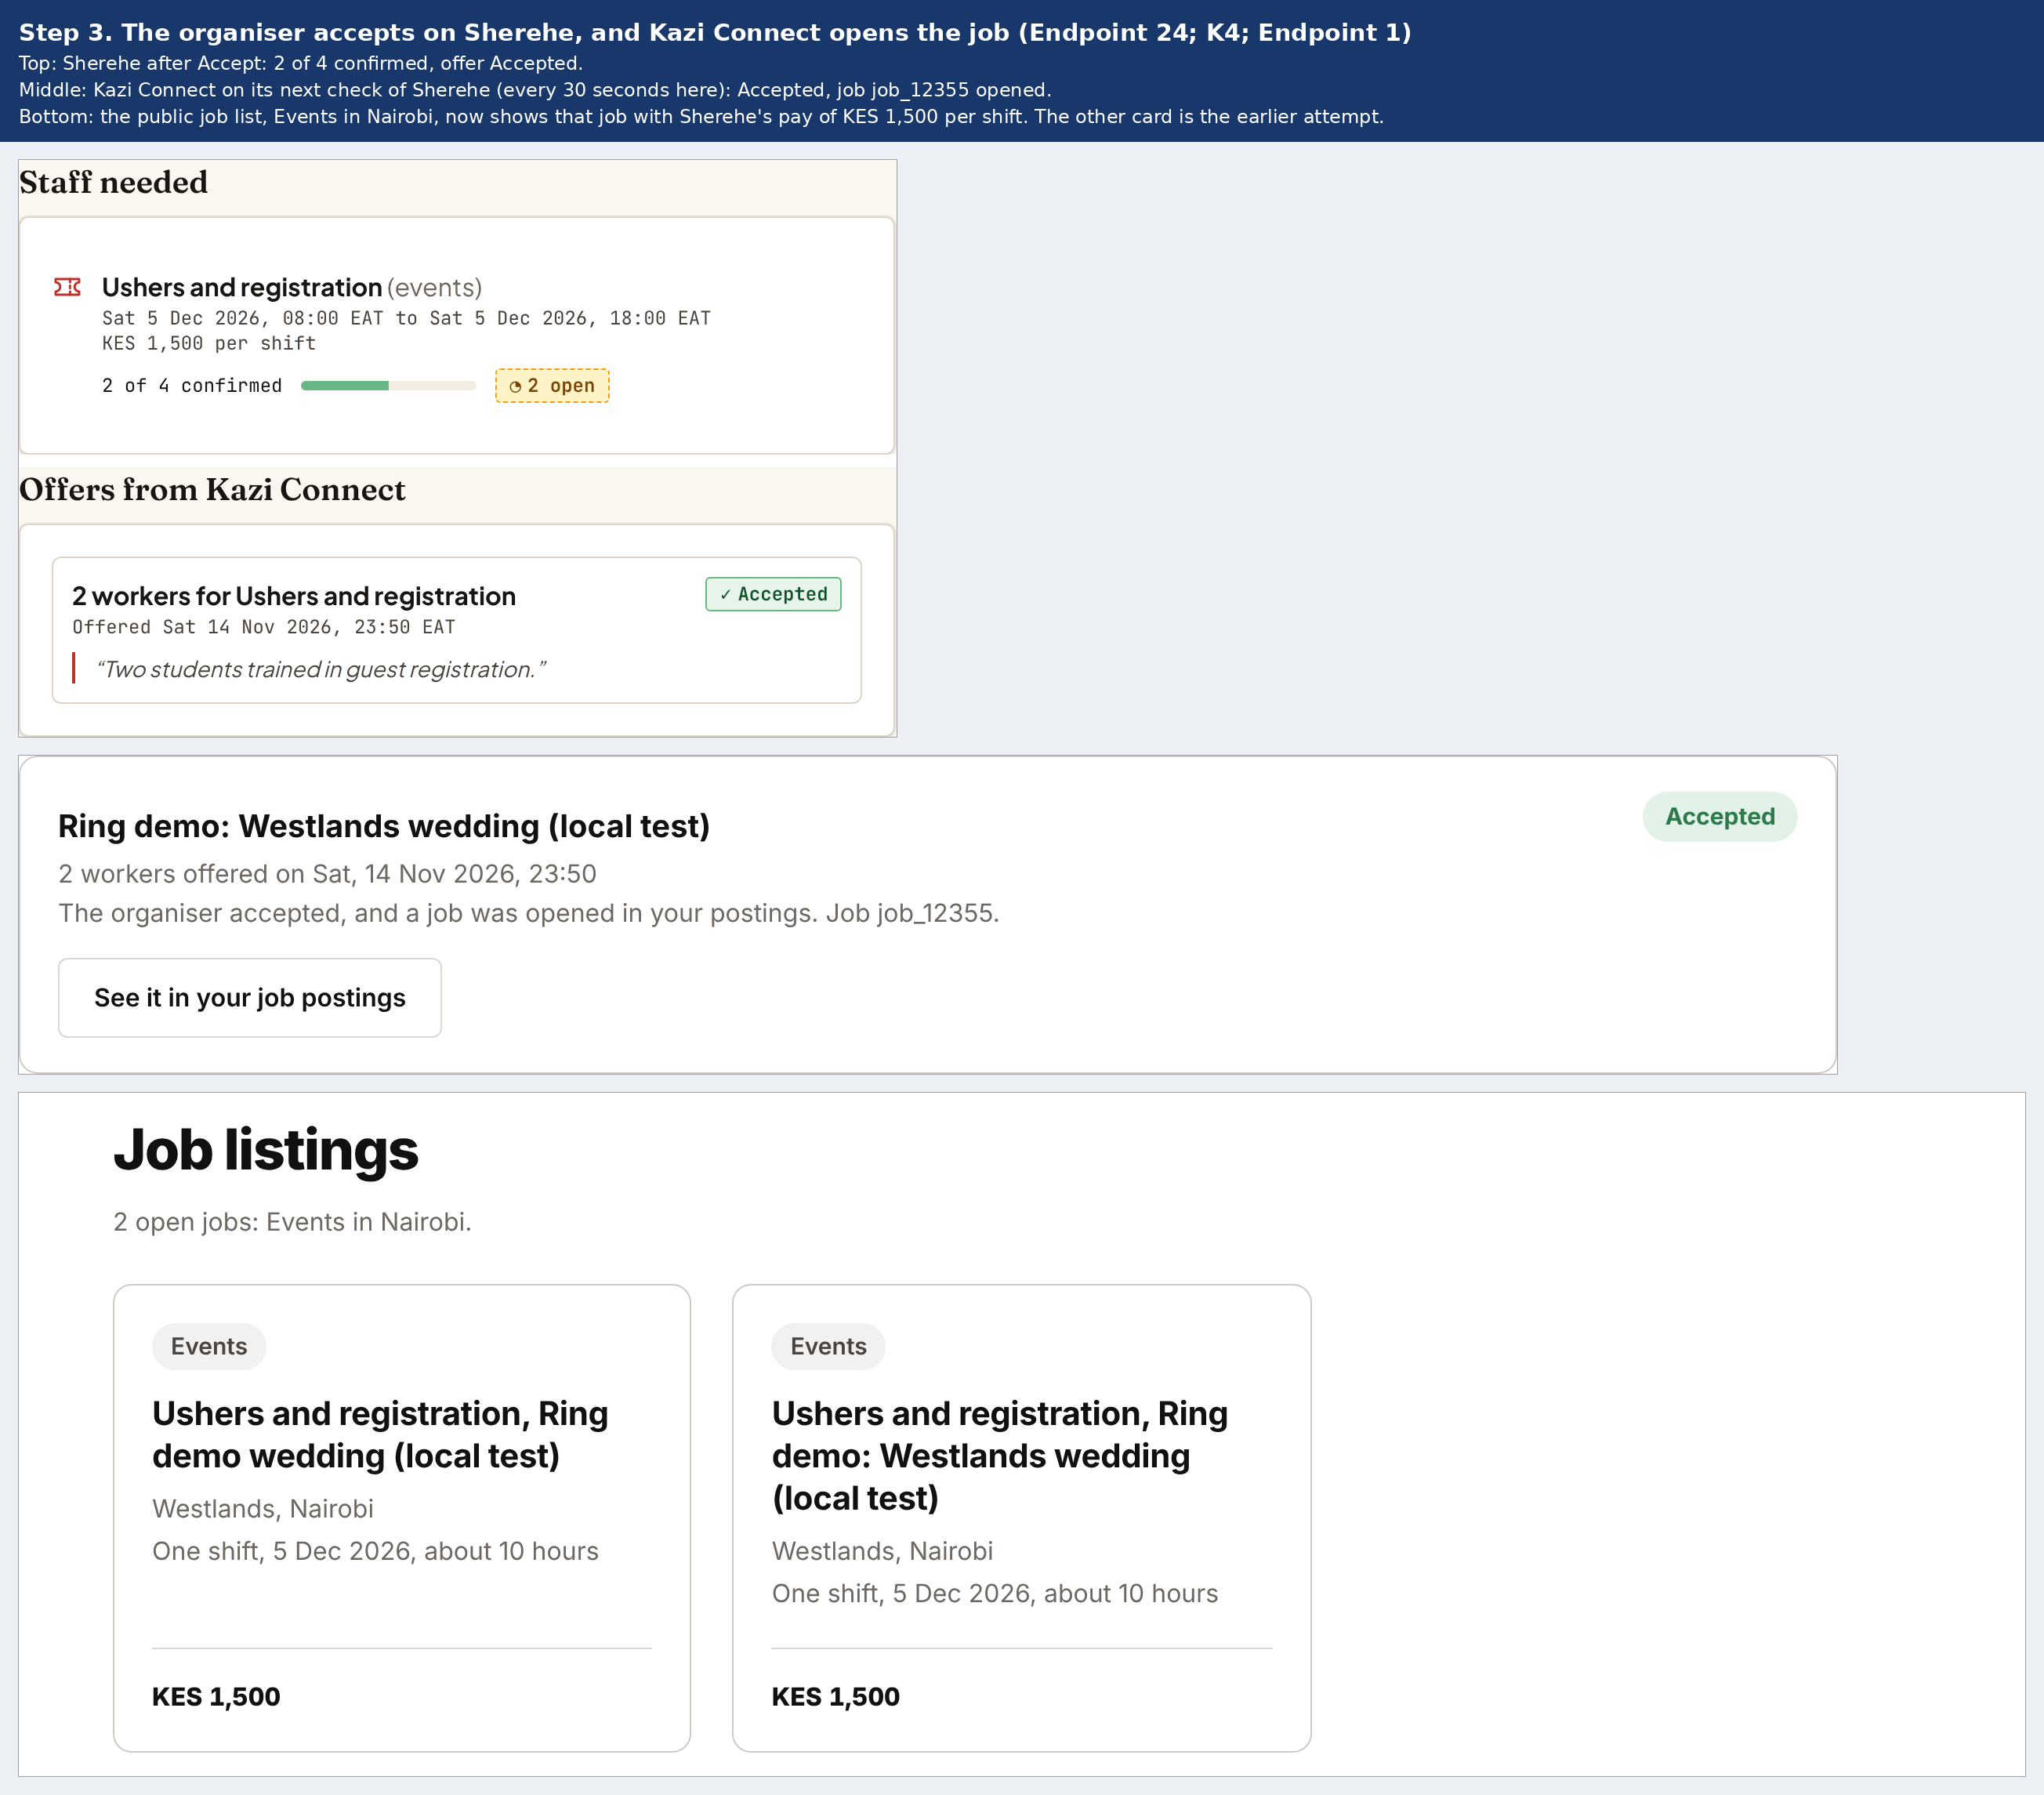 Step 3. The organiser accepts on Sherehe, and Kazi Connect opens the job (Endpoint 24; K4; Endpoint 1)
Top: Sherehe after Accept: 2 of 4 confirmed, offer Accepted.
Middle: Kazi Connect on its next check of Sherehe (every 30 seconds here): Accepted, job job_12355 opened.
Bottom: the public job list, Events in Nairobi, now shows that job with Sherehe's pay of KES 1,500 per shift. The other card is the earlier attempt.
Staff needed
Ushers and registration (events)
Sat 5 Dec 2026, 08:00 EAT to Sat 5 Dec 2026, 18:00 EAT
KES 1,500 per shift
2 of 4 confirmed
2 open
Offers from Kazi Connect
2 workers for Ushers and registration
✓ Accepted
Offered Sat 14 Nov 2026, 23:50 EAT
“Two students trained in guest registration.”
Ring demo: Westlands wedding (local test)
Accepted
2 workers offered on Sat, 14 Nov 2026, 23:50
The organiser accepted, and a job was opened in your postings. Job job_12355.
See it in your job postings
Job listings
2 open jobs: Events in Nairobi.
Events
Ushers and registration, Ring
demo wedding (local test)
Westlands, Nairobi
One shift, 5 Dec 2026, about 10 hours
KES 1,500
Events
Ushers and registration, Ring
demo: Westlands wedding
(local test)
Westlands, Nairobi
One shift, 5 Dec 2026, about 10 hours
KES 1,500